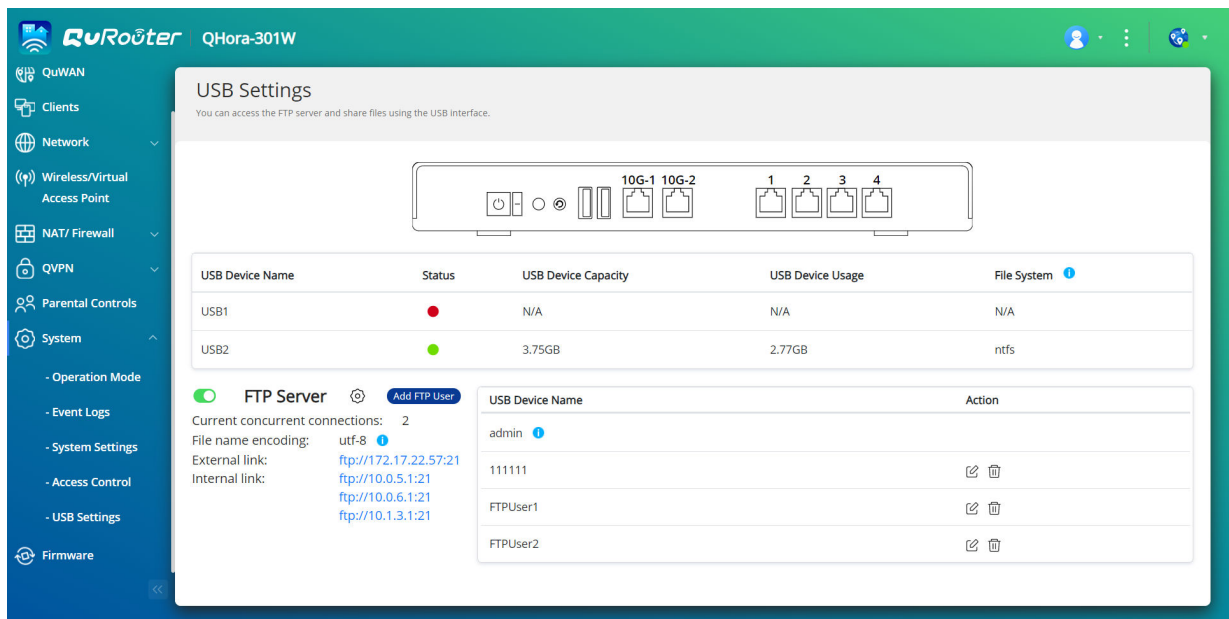 QuRouter QHora-301W
QuWAN
Clients
Network
Wireless/Virtual
Access Point
NAT/ Firewall
QVPN
Parental Controls
System
- Operation Mode
- Event Logs
- System Settings
- Access Control
- USB Settings
Firmware
USB Settings
You can access the FTP server and share files using the USB interface.
10G-1 10G-2 1 2 3 4
USB Device Name Status USB Device Capacity USB Device Usage File System
USB1 N/A N/A N/A
USB2 3.75GB 2.77GB ntfs
FTP Server Add FTP User
Current concurrent connections: 2
File name encoding: utf-8
External link: ftp://172.17.22.57:21
Internal link: ftp://10.0.5.1:21
ftp://10.0.6.1:21
ftp://10.1.3.1:21
USB Device Name Action
admin
111111
FTPUser1
FTPUser2